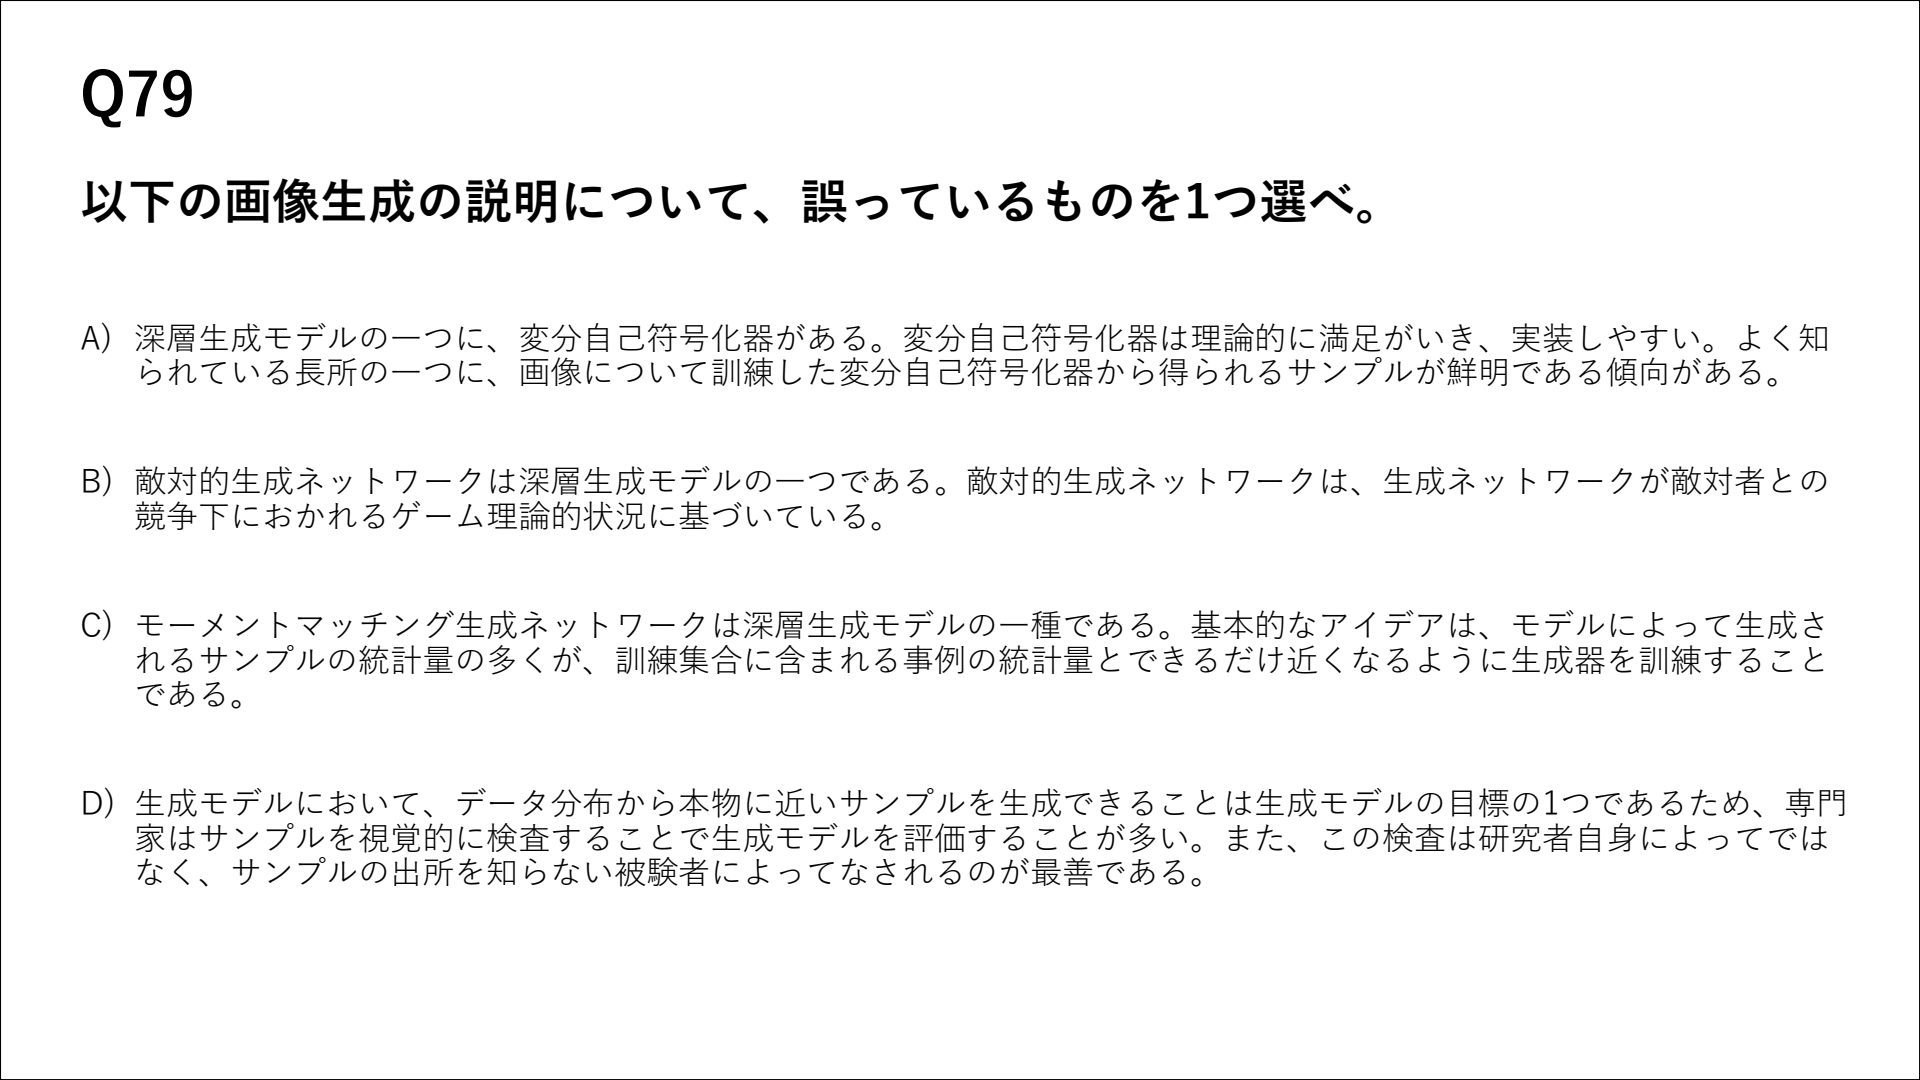 Q79
以下の画像生成の説明について、誤っているものを1つ選べ。
A) 深層生成モデルの一つに、変分自己符号化器がある。変分自己符号化器は理論的に満足がいき、実装しやすい。よく知
られている長所の一つに、画像について訓練した変分自己符号化器から得られるサンプルが鮮明である傾向がある。
B) 敵対的生成ネットワークは深層生成モデルの一つである。敵対的生成ネットワークは、生成ネットワークが敵対者との
競争下におかれるゲーム理論的状況に基づいている。
C) モーメントマッチング生成ネットワークは深層生成モデルの一種である。基本的なアイデアは、モデルによって生成さ
れるサンプルの統計量の多くが、訓練集合に含まれる事例の統計量とできるだけ近くなるように生成器を訓練すること
である。
D) 生成モデルにおいて、データ分布から本物に近いサンプルを生成できることは生成モデルの目標の1つであるため、専門
家はサンプルを視覚的に検査することで生成モデルを評価することが多い。また、この検査は研究者自身によってでは
なく、サンプルの出所を知らない被験者によってなされるのが最善である。